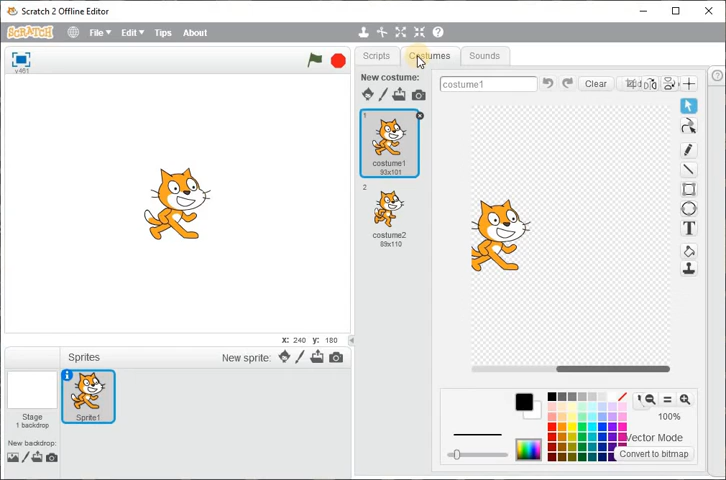 Scratch 2 Offline Editor
SCRATCH File Edit Tips About
Scripts Costumes Sounds
v461
New costume:
costume1
Clear
1
costume1
93x101
2
costume2
89x110
x: 240 y: 180
Sprites
New sprite:
Stage
1 backdrop
Sprite1
New backdrop:
100%
Vector Mode
Convert to bitmap